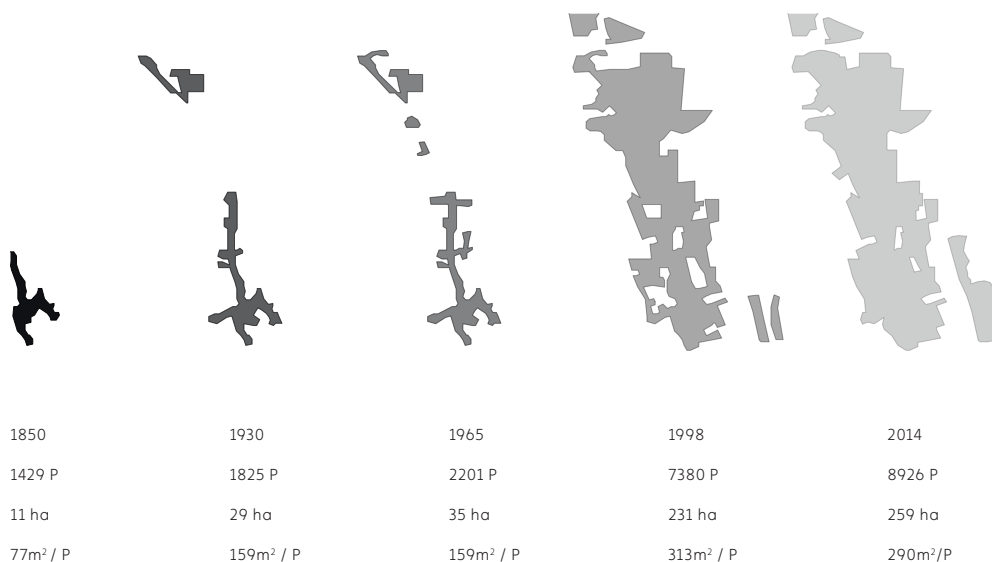 1850 1930 1965 1998 2014
1429 P 1825 P 2201 P 7380 P 8926 P
11 ha 29 ha 35 ha 231 ha 259 ha
77m² / P 159m² / P 159m² / P 313m² / P 290m²/P